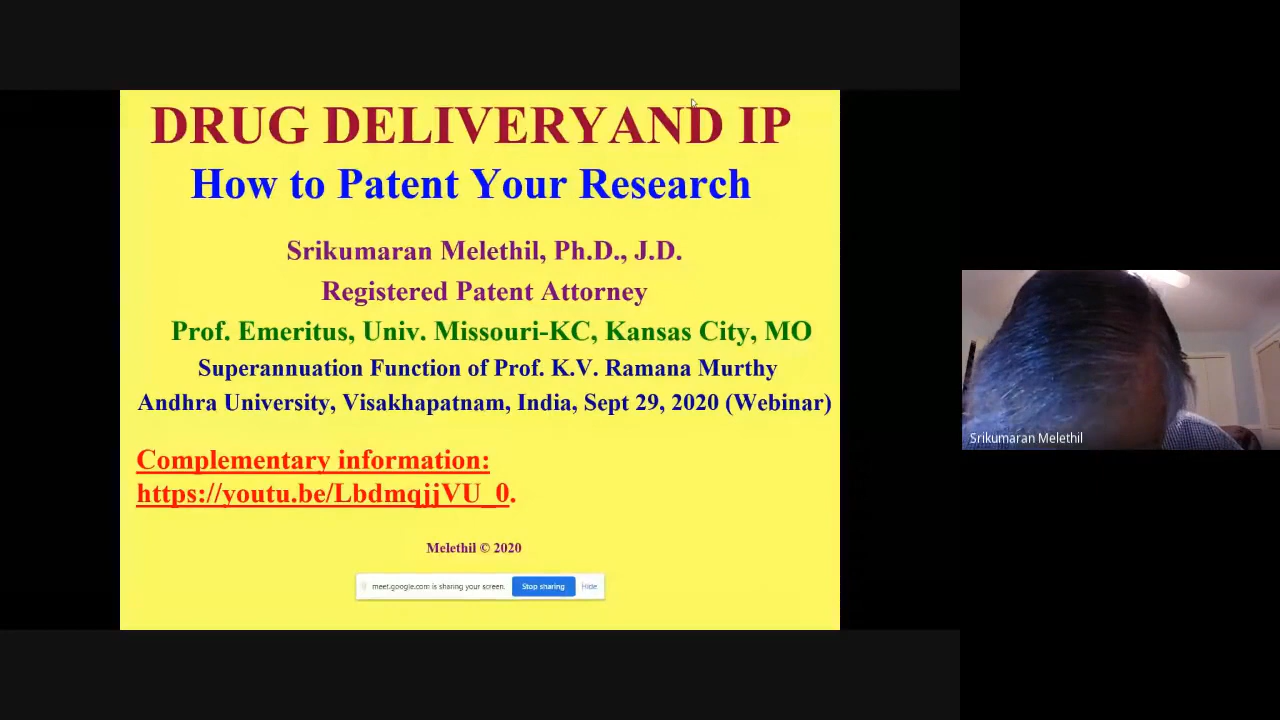 DRUG DELIVERYAND IP
How to Patent Your Research
Srikumaran Melethil, Ph.D., J.D.
Registered Patent Attorney
Prof. Emeritus, Univ. Missouri-KC, Kansas City, MO
Superannuation Function of Prof. K.V. Ramana Murthy
Andhra University, Visakhapatnam, India, Sept 29, 2020 (Webinar)
Complementary information:
https://youtu.be/LbdmqjjVU_0.
Melethil © 2020
meet.google.com is sharing your screen. Stop sharing Hide
Srikumaran Melethil